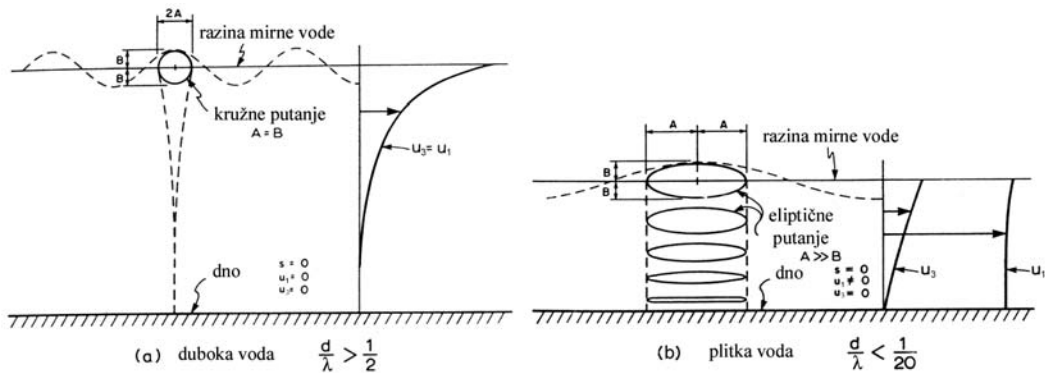 2A
razina mirne vode
B
B
kružne putanje
A = B
u₃= u₁
dno
s = 0
u₁ = 0
u₃ = 0
(a) duboka voda d/λ > 1/2
A A
razina mirne vode
B
B
eliptične
putanje
A ≫ B
dno
s = 0
u₁ ≠ 0
u₃ = 0
u₃
u₁
(b) plitka voda d/λ < 1/20